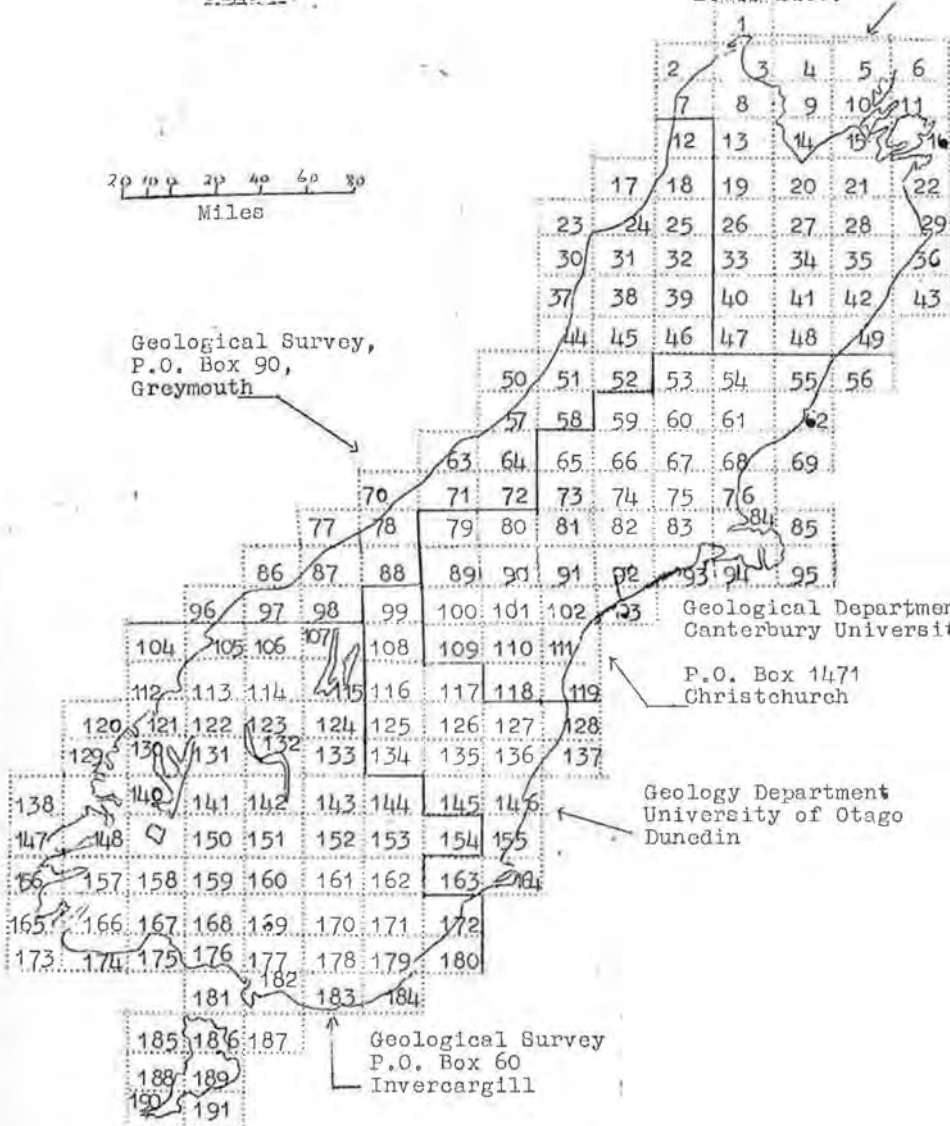 1
2 3 4 5 6
7 8 9 10 11
12 13 14 15 16
20 10 0 20 40 60 80
Miles
17 18 19 20 21 22
23 24 25 26 27 28 29
30 31 32 33 34 35 36
37 38 39 40 41 42 43
44 45 46 47 48 49
Geological Survey,
P.O. Box 90,
Greymouth
50 51 52 53 54 55 56
57 58 59 60 61 62
63 64 65 66 67 68 69
70 71 72 73 74 75 76
77 78 79 80 81 82 83 84 85
86 87 88 89 90 91 92 93 94 95
96 97 98 99 100 101 102 103
Geological Departmen
Canterbury Universit
P.O. Box 1471
Christchurch
104 105 106 107 108 109 110 111
112 113 114 115 116 117 118 119
120 121 122 123 124 125 126 127 128
129 130 131 132 133 134 135 136 137
138 140 141 142 143 144 145 146
Geology Department
University of Otago
Dunedin
147 148 150 151 152 153 154 155
156 157 158 159 160 161 162 163 164
165 166 167 168 169 170 171 172
173 174 175 176 177 178 179 180
181 182 183 184
185 186 187
188 189
190 191
Geological Survey
P.O. Box 60
Invercargill